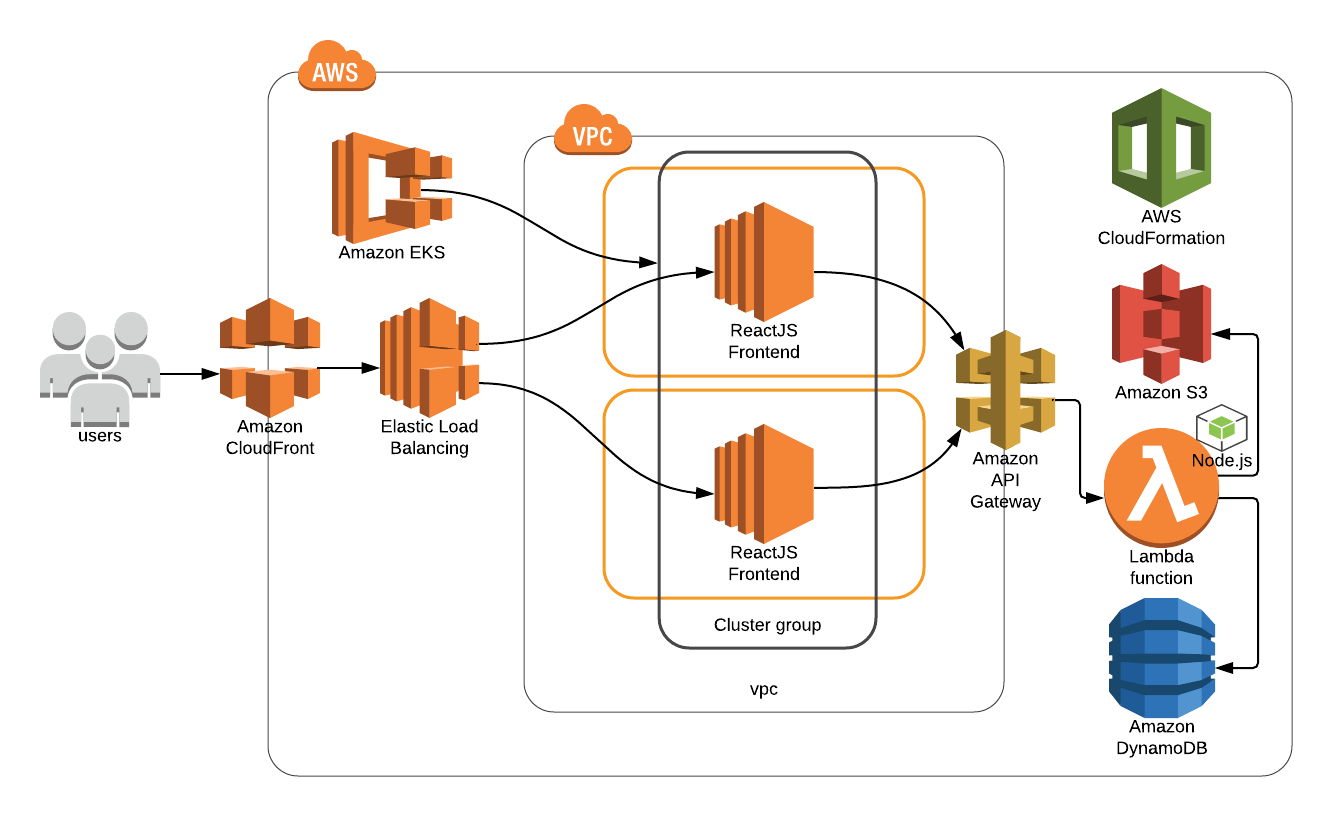 AWS
VPC
Amazon EKS
users
Amazon
CloudFront
Elastic Load
Balancing
ReactJS
Frontend
ReactJS
Frontend
Cluster group
vpc
Amazon
API
Gateway
AWS
CloudFormation
Amazon S3
Node.js
Lambda
function
Amazon
DynamoDB